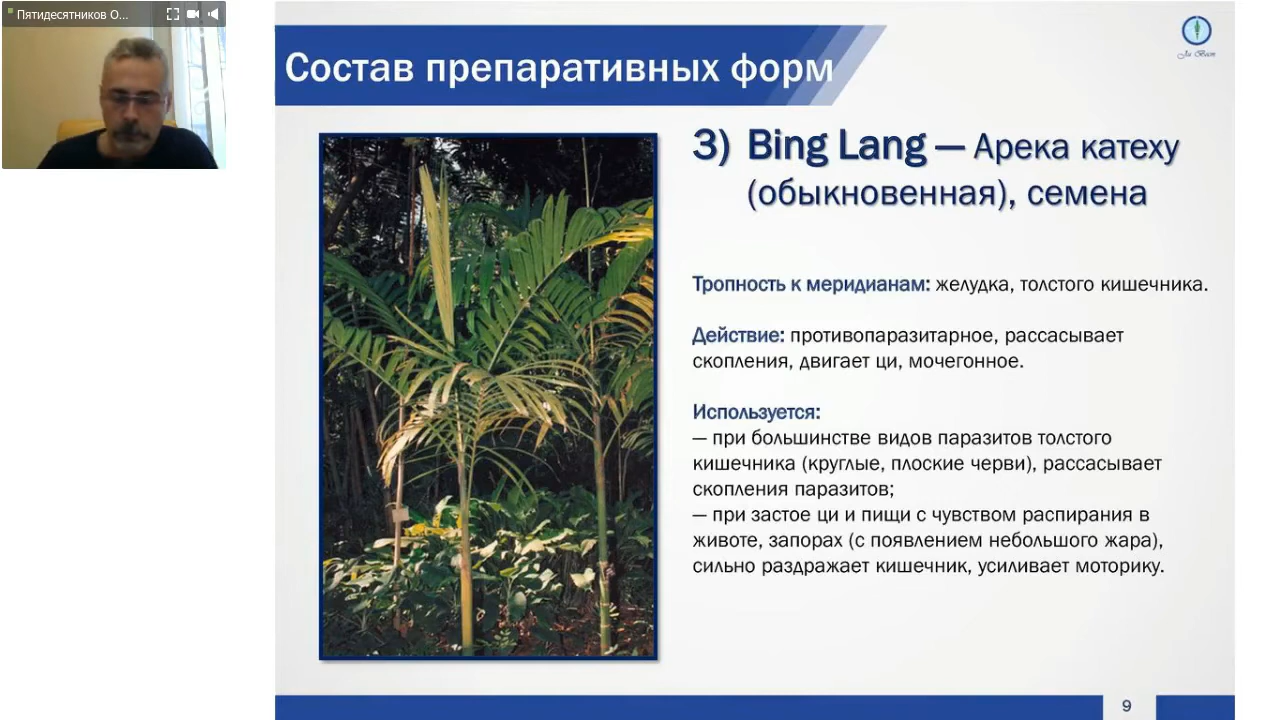 Пятидесятников О...
Состав препаративных форм
Jia Best
3) Bing Lang — Арека катеху
(обыкновенная), семена
Тропность к меридианам: желудка, толстого кишечника.
Действие: противопаразитарное, рассасывает
скопления, двигает ци, мочегонное.
Используется:
— при большинстве видов паразитов толстого
кишечника (круглые, плоские черви), рассасывает
скопления паразитов;
— при застое ци и пищи с чувством распирания в
животе, запорах (с появлением небольшого жара),
сильно раздражает кишечник, усиливает моторику.
9